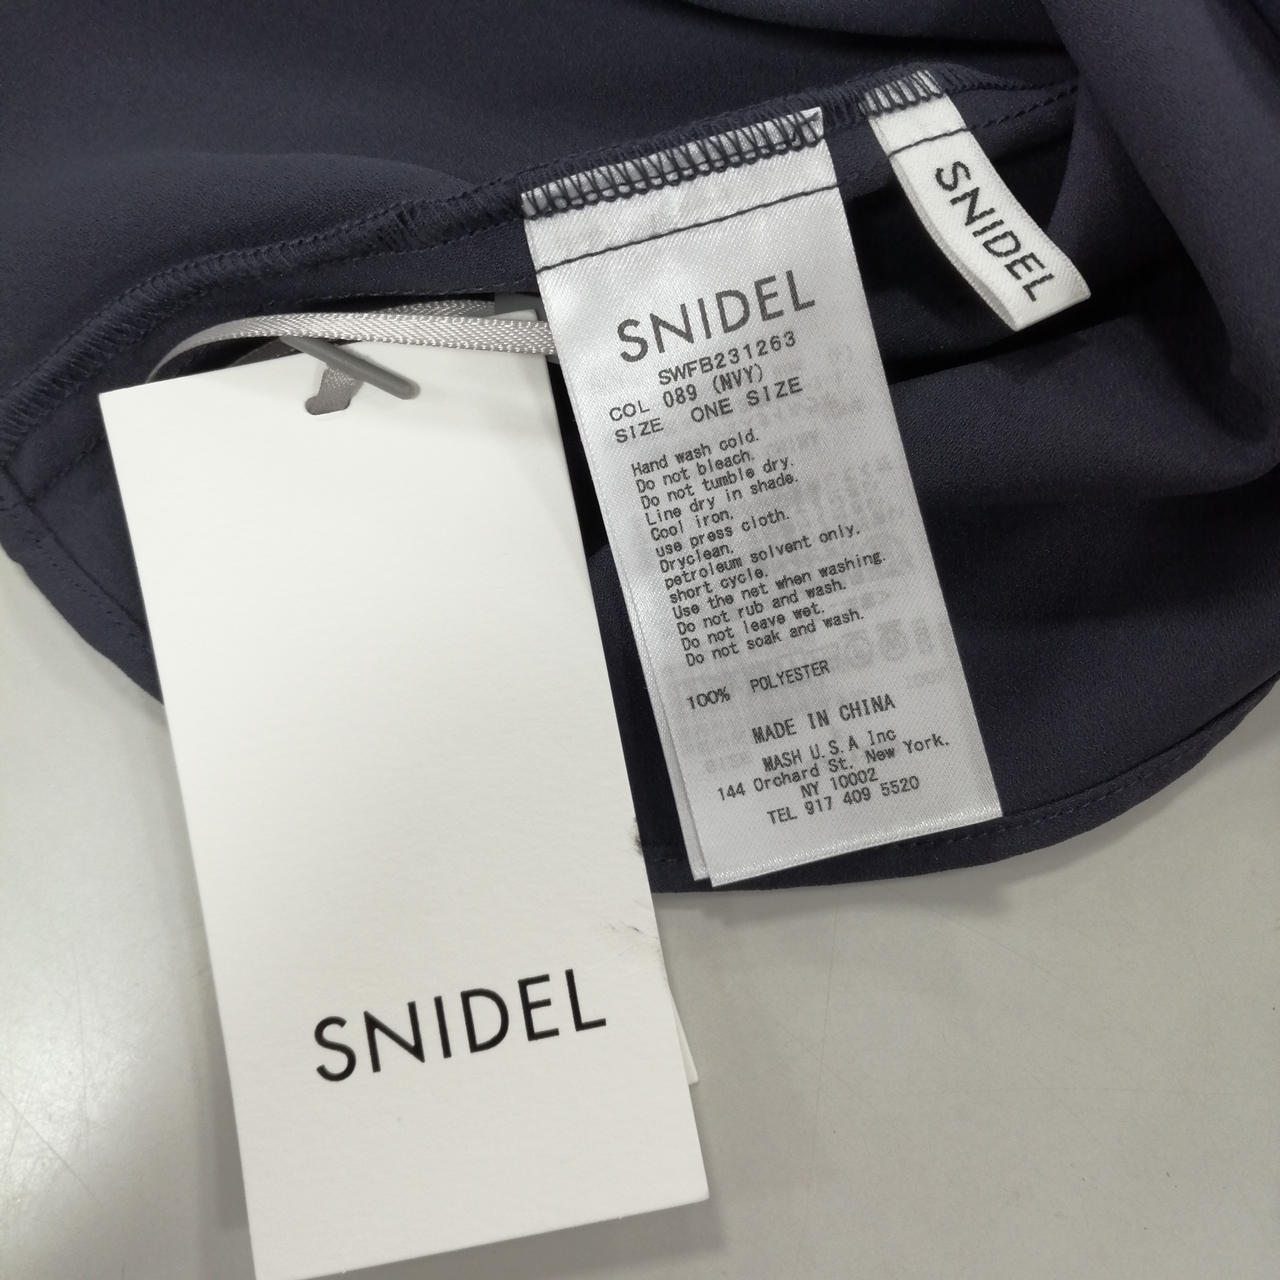 SNIDEL
SNIDEL
SWFB231263
COL 089 (NVY)
SIZE ONE SIZE
Hand wash cold.
Do not bleach.
Do not tumble dry.
Line dry in shade.
Cool iron.
use press cloth.
Dryclean.
petroleum solvent only.
short cycle.
Use the net when washing.
Do not rub and wash.
Do not leave wet.
Do not soak and wash.
100% POLYESTER
MADE IN CHINA
MASH U.S.A Inc
144 Orchard St. New York.
NY 10002
TEL 917 409 5520
SNIDEL